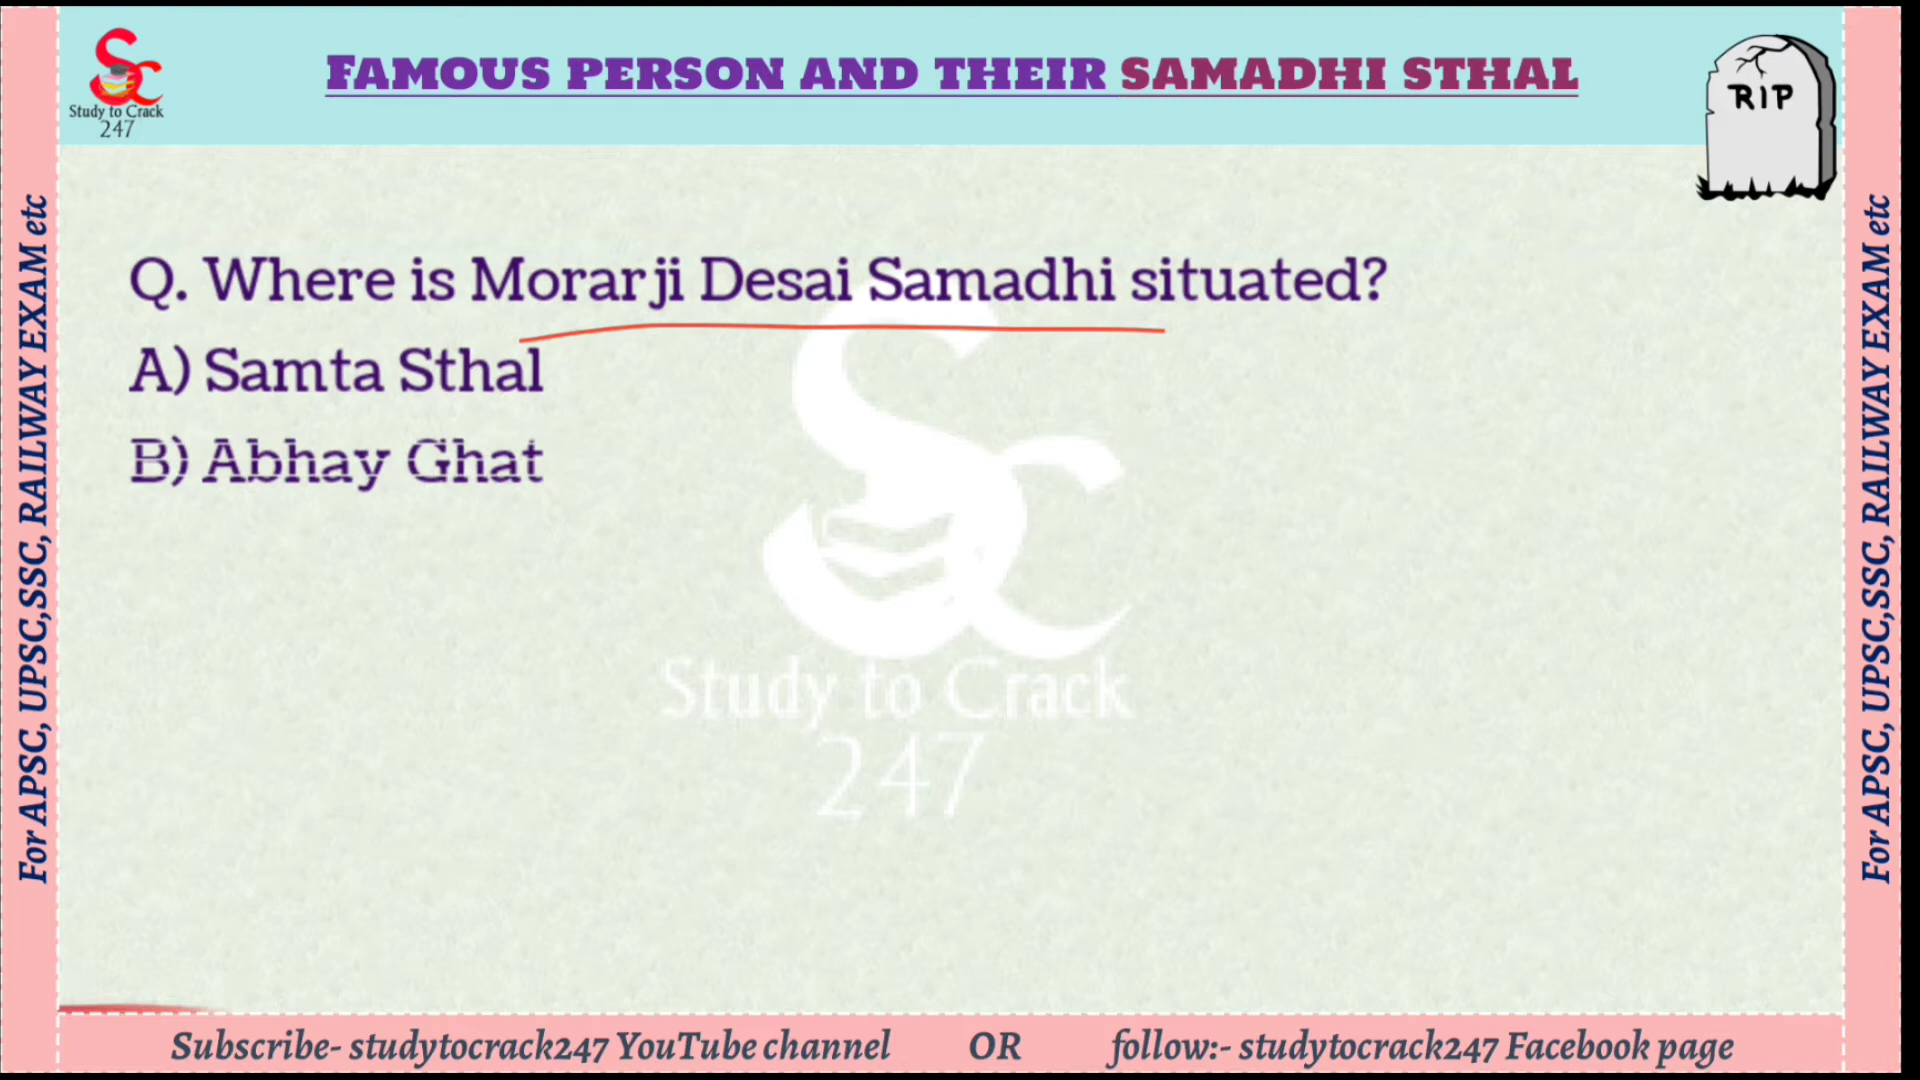 Study to Crack
247
FAMOUS PERSON AND THEIR SAMADHI STHAL
RIP
For APSC, UPSC,SSC, RAILWAY EXAM etc
Q. Where is Morarji Desai Samadhi situated?
A) Samta Sthal
B) Abhay Ghat
Study to Crack
247
For APSC, UPSC,SSC, RAILWAY EXAM etc
Subscribe- studytocrack247 YouTube channel OR follow:- studytocrack247 Facebook page